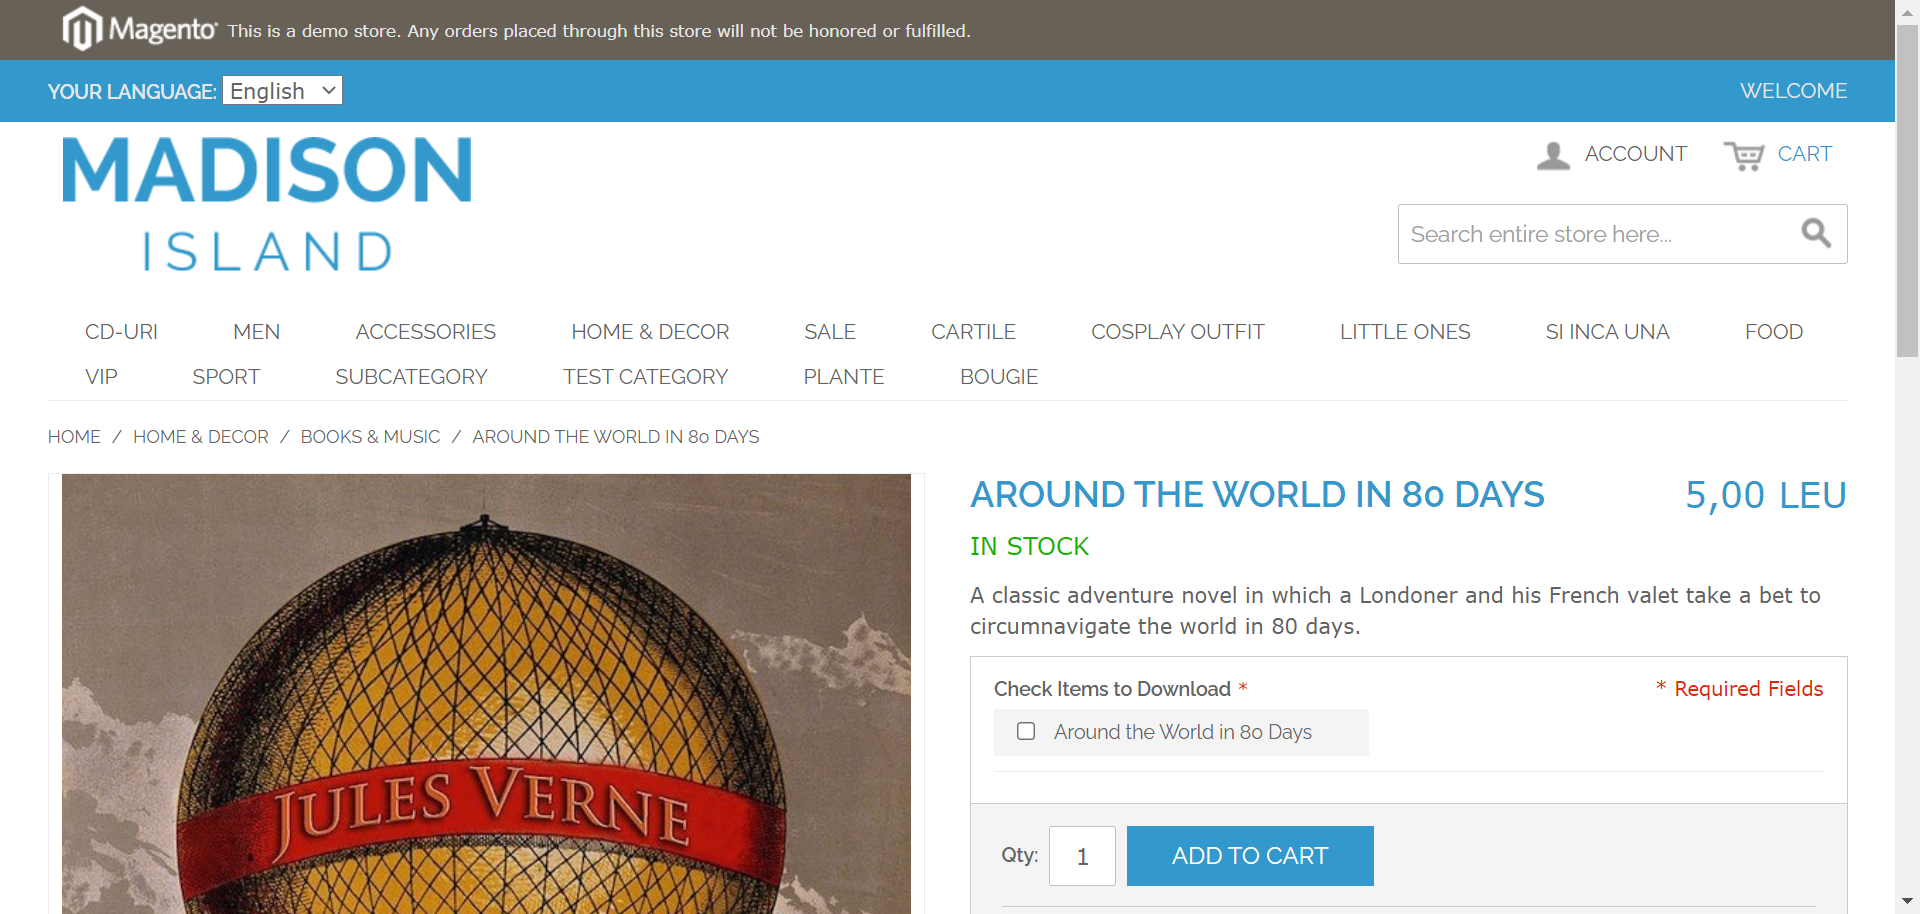 Magento® This is a demo store. Any orders placed through this store will not be honored or fulfilled.
YOUR LANGUAGE: English WELCOME
MADISON
ISLAND
ACCOUNT CART
Search entire store here...
CD-URI MEN ACCESSORIES HOME & DECOR SALE CARTILE COSPLAY OUTFIT LITTLE ONES SI INCA UNA FOOD
VIP SPORT SUBCATEGORY TEST CATEGORY PLANTE BOUGIE
HOME / HOME & DECOR / BOOKS & MUSIC / AROUND THE WORLD IN 80 DAYS
AROUND THE WORLD IN 80 DAYS 5,00 LEU
IN STOCK
A classic adventure novel in which a Londoner and his French valet take a bet to
circumnavigate the world in 80 days.
Check Items to Download * * Required Fields
Around the World in 80 Days
JULES VERNE
Qty: 1 ADD TO CART